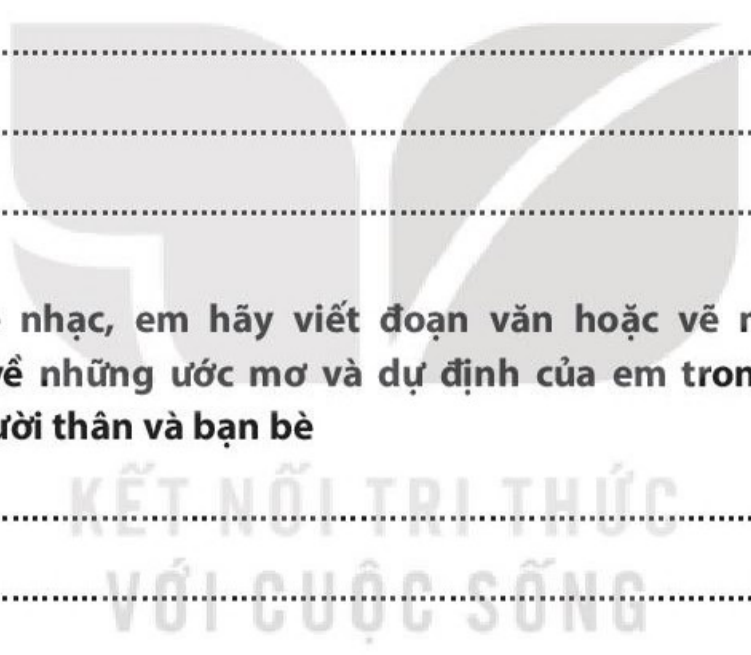 nhạc, em hãy viết đoạn văn hoặc vẽ
về những ước mơ và dự định của em
thân và bạn bè
KẾT NỐI TRI THỨC
VỚI CUỘC SỐNG